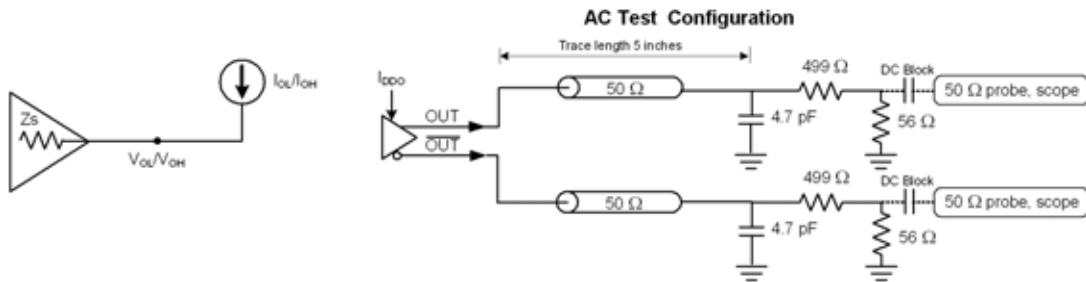 AC Test Configuration
Trace length 5 inches
Zs
V_OL/V_OH
I_OL/I_OH
I_DDO
OUT
OUT
50 Ω
4.7 pF
499 Ω
DC Block
56 Ω
50 Ω probe, scope
50 Ω
4.7 pF
499 Ω
DC Block
56 Ω
50 Ω probe, scope